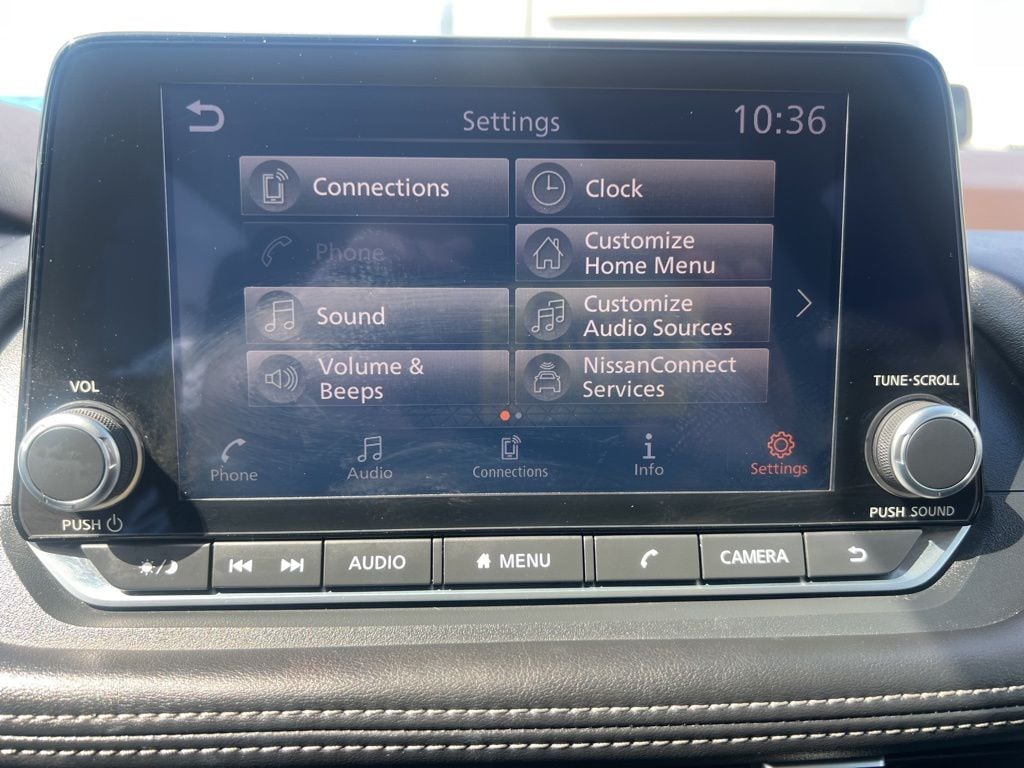 Settings
10:36
Connections
Clock
Phone
Customize
Home Menu
Sound
Customize
Audio Sources
Volume &
Beeps
NissanConnect
Services
VOL
TUNE·SCROLL
Phone
Audio
Connections
Info
Settings
PUSH
PUSH SOUND
AUDIO
MENU
CAMERA